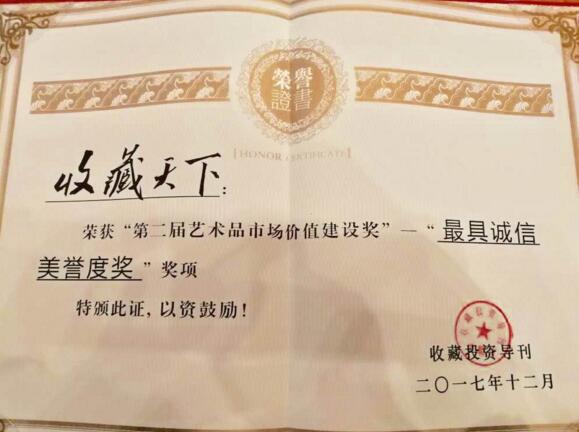 榮譽
證書
[HONOR CERTIFICATE]
收藏天下:
荣获“第二届艺术品市场价值建设奖”—“最具诚信
美誉度奖”奖项
特颁此证,以资鼓励!
收藏投资导刊
二〇一七年十二月